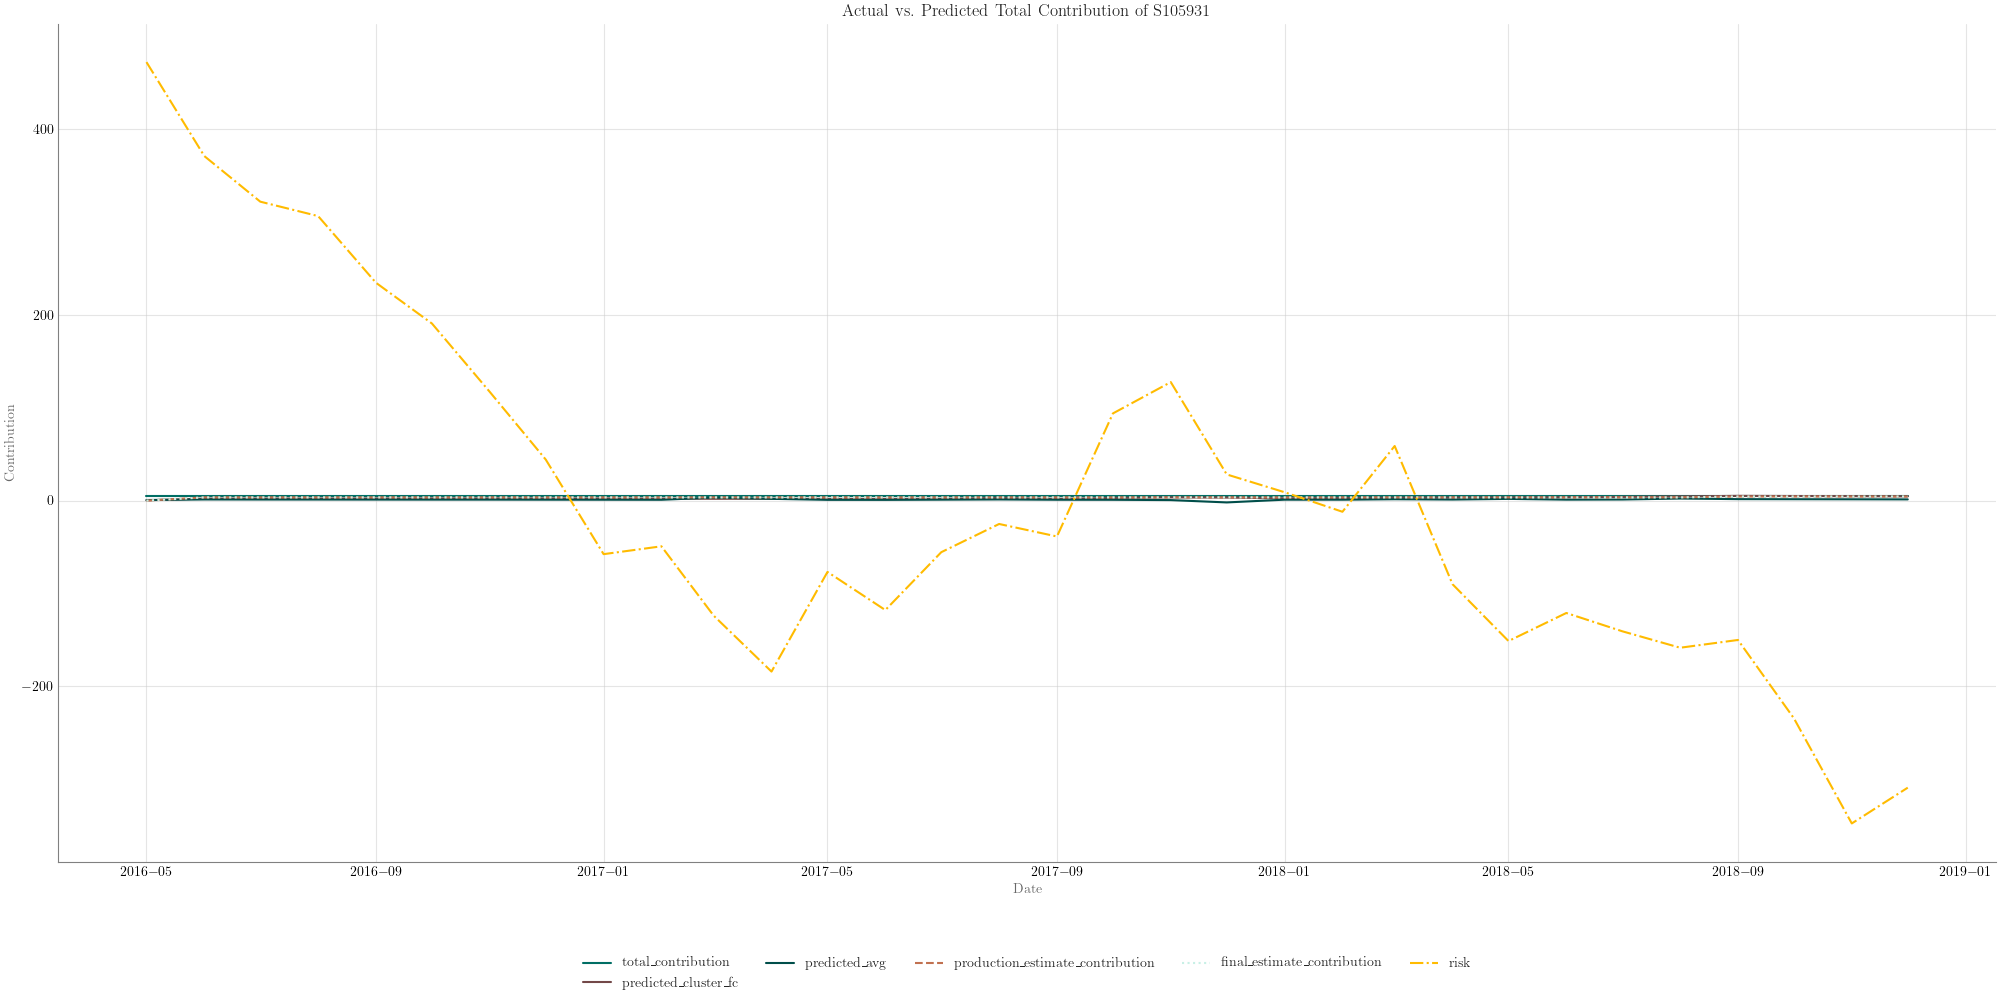 Actual vs. Predicted Total Contribution of S105931
Contribution
400
200
0
−200
2016−05 2016−09 2017−01 2017−05 2017−09 2018−01 2018−05 2018−09 2019−01
Date
total_contribution predicted_avg production_estimate_contribution final_estimate_contribution risk
predicted_cluster_fc